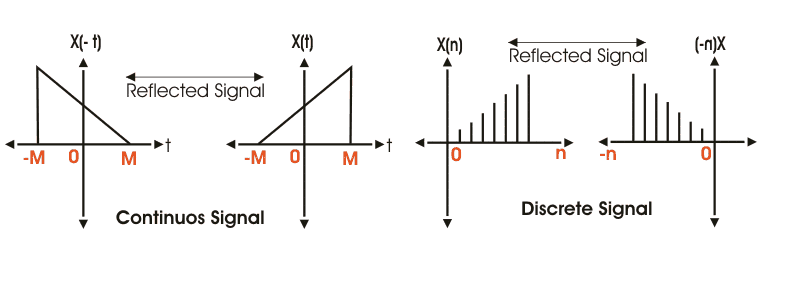 X(- t)
Reflected Signal
X(t)
t
-M 0 M
t
-M 0 M
Continuos Signal
X(n)
Reflected Signal
(-n)X
0 n
-n 0
Discrete Signal